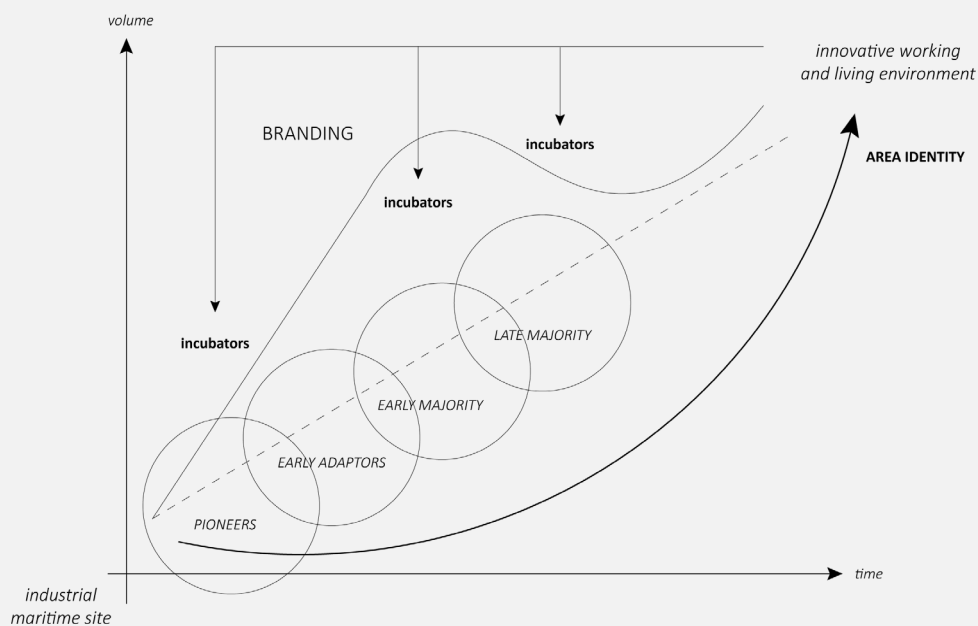 volume
innovative working
and living environment
BRANDING
incubators
AREA IDENTITY
incubators
LATE MAJORITY
incubators
EARLY MAJORITY
EARLY ADAPTORS
PIONEERS
time
industrial
maritime site